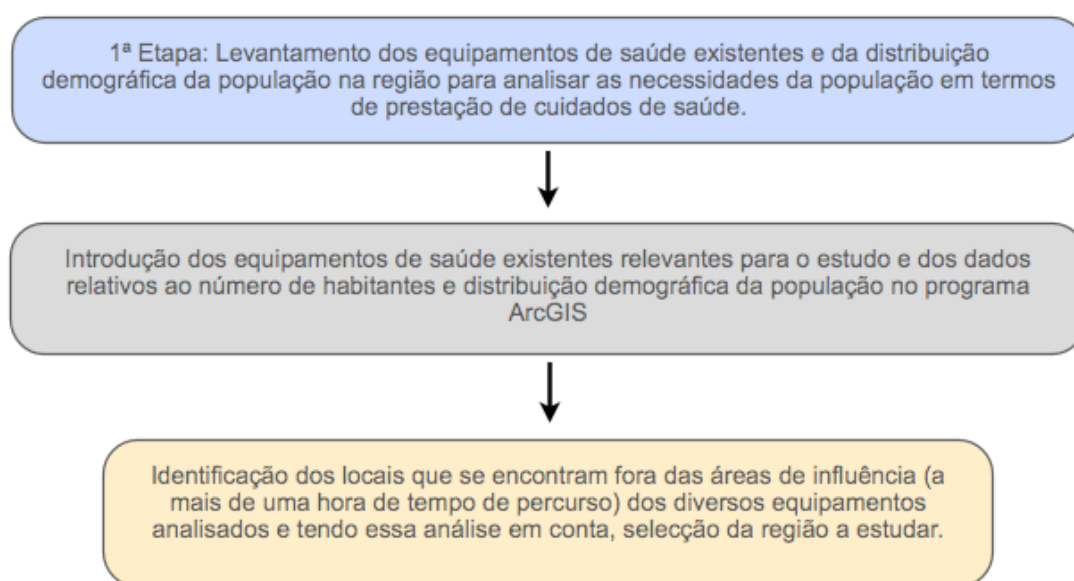 1ª Etapa: Levantamento dos equipamentos de saúde existentes e da distribuição
demográfica da população na região para analisar as necessidades da população em termos
de prestação de cuidados de saúde.
Introdução dos equipamentos de saúde existentes relevantes para o estudo e dos dados
relativos ao número de habitantes e distribuição demográfica da população no programa
ArcGIS
Identificação dos locais que se encontram fora das áreas de influência (a
mais de uma hora de tempo de percurso) dos diversos equipamentos
analisados e tendo essa análise em conta, selecção da região a estudar.